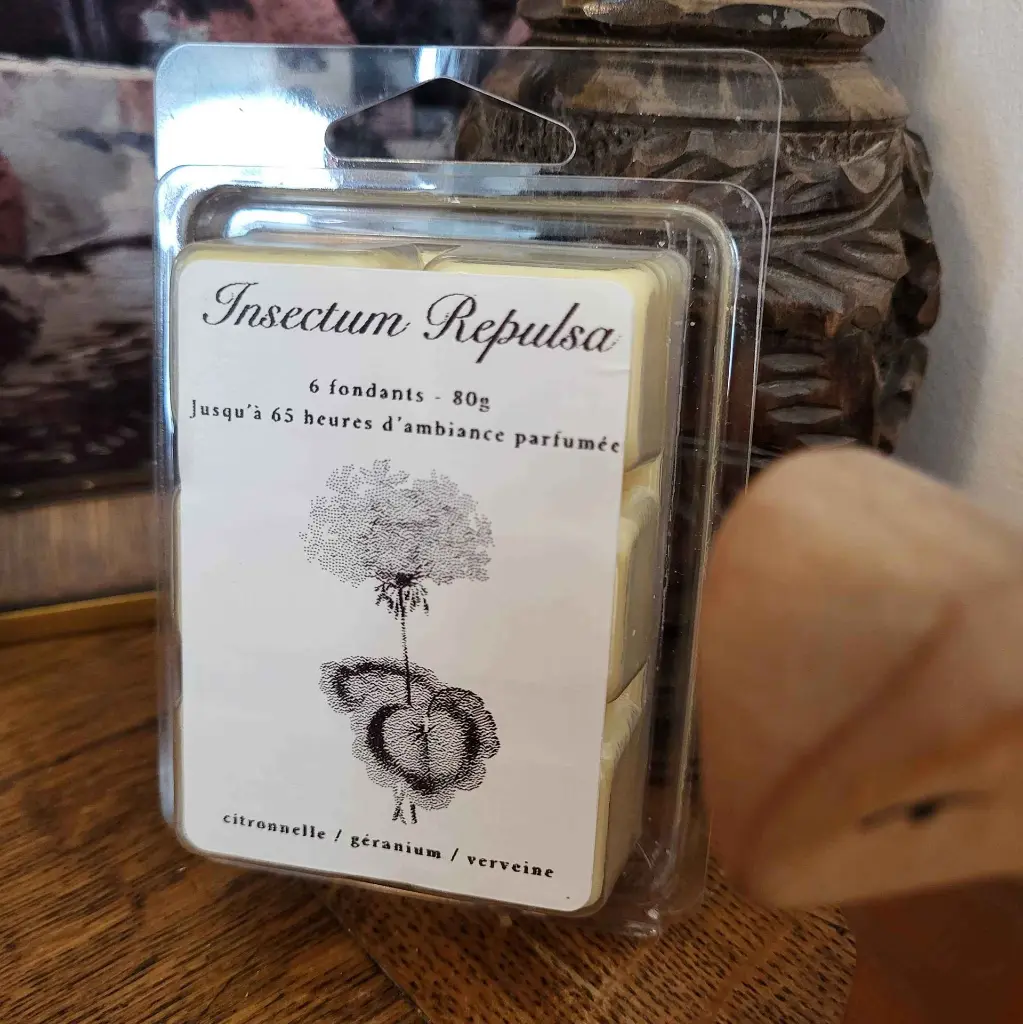 Insectum Repulsa
6 fondants - 80g
Jusqu'à 65 heures d'ambiance parfumée
citronnelle / géranium / verveine